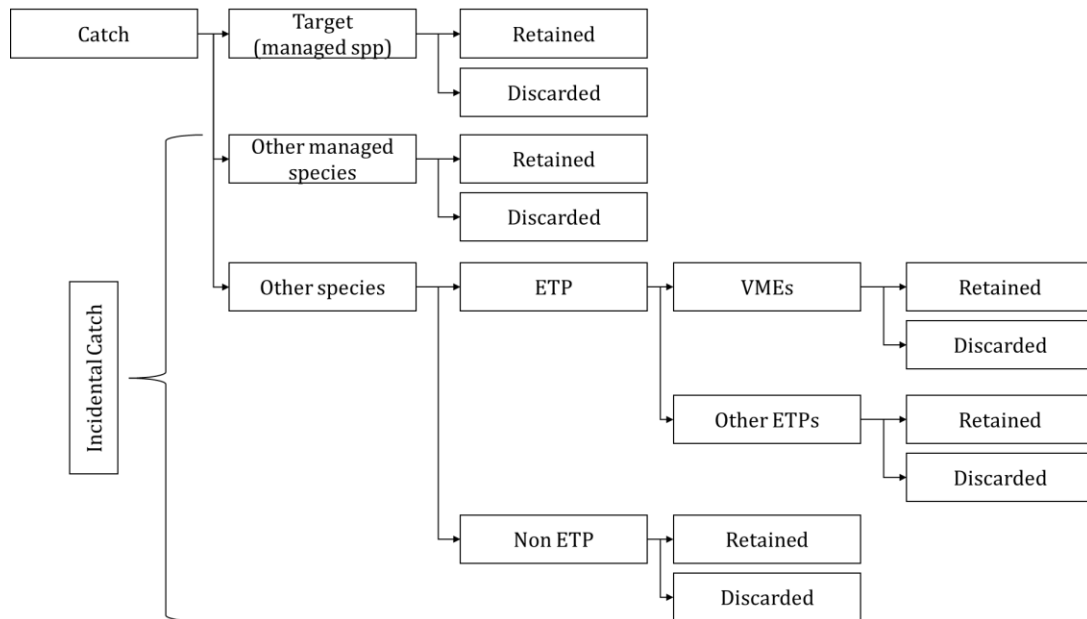 Catch
Target
(managed spp)
Retained
Discarded
Other managed
species
Retained
Discarded
Incidental Catch
Other species
ETP
VMEs
Retained
Discarded
Other ETPs
Retained
Discarded
Non ETP
Retained
Discarded